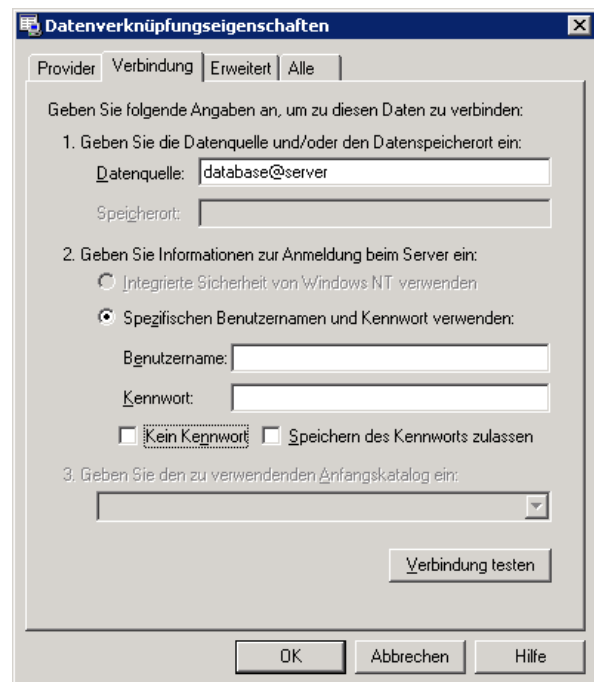 Datenverknüpfungseigenschaften
Provider Verbindung Erweitert Alle
Geben Sie folgende Angaben an, um zu diesen Daten zu verbinden:
1. Geben Sie die Datenquelle und/oder den Datenspeicherort ein:
Datenquelle: database@server
Speicherort:
2. Geben Sie Informationen zur Anmeldung beim Server ein:
Integrierte Sicherheit von Windows NT verwenden
Spezifischen Benutzernamen und Kennwort verwenden:
Benutzername:
Kennwort:
Kein Kennwort Speichern des Kennworts zulassen
3. Geben Sie den zu verwendenden Anfangskatalog ein:
Verbindung testen
OK Abbrechen Hilfe